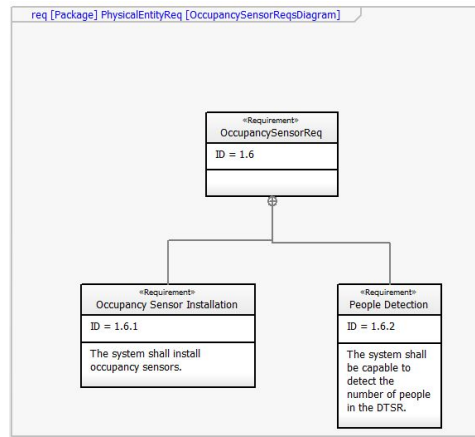 req [Package] PhysicalEntityReq [OccupancySensorReqsDiagram]
«Requirement»
OccupancySensorReq
ID = 1.6
«Requirement»
Occupancy Sensor Installation
ID = 1.6.1
The system shall install
occupancy sensors.
«Requirement»
People Detection
ID = 1.6.2
The system shall
be capable to
detect the
number of people
in the DTSR.